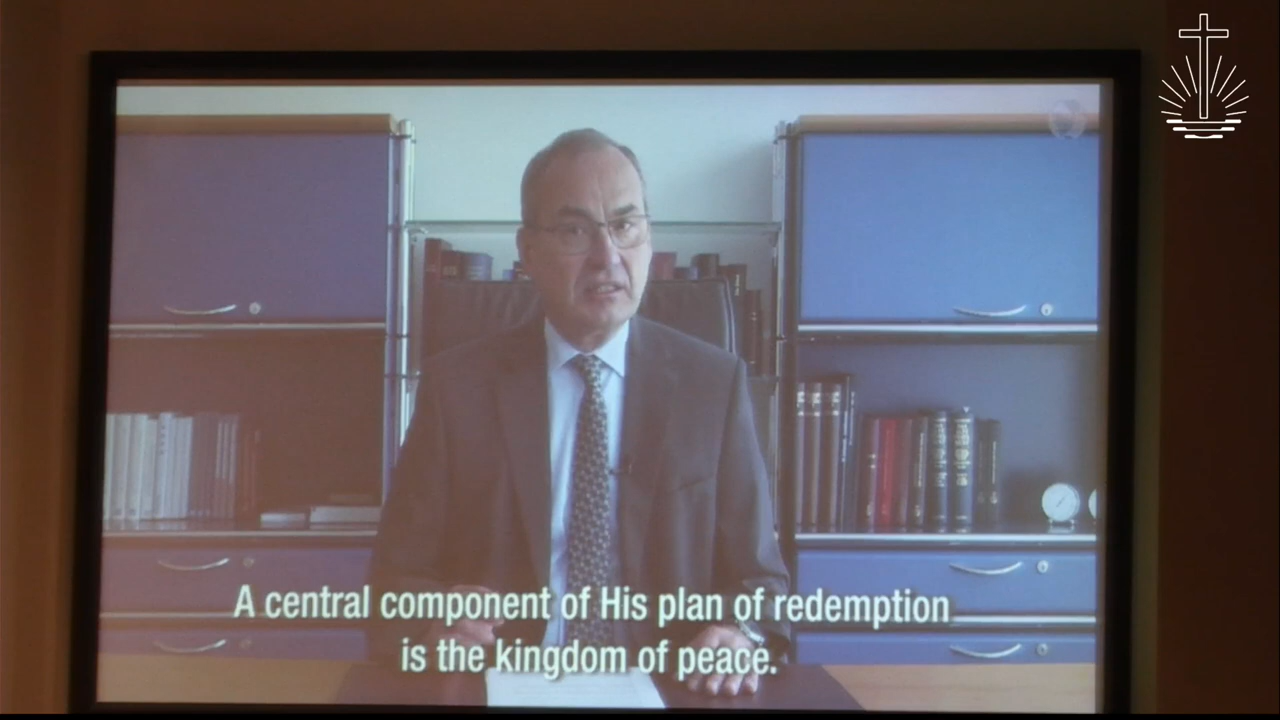 A central component of His plan of redemption
is the kingdom of peace.